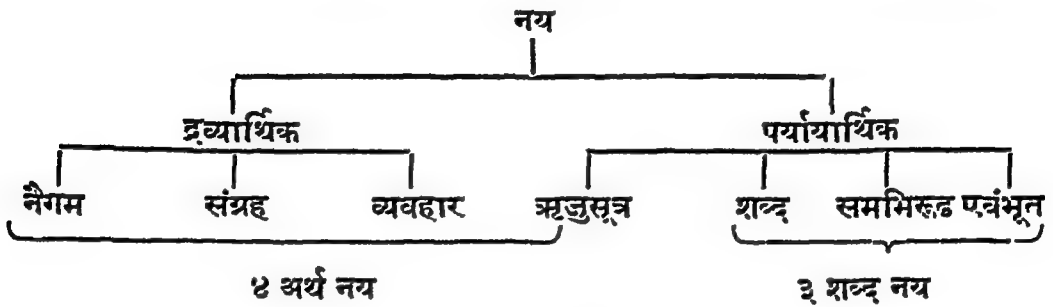 नय
द्रव्यार्थिक पर्यायार्थिक
नैगम संग्रह व्यवहार ऋजुसूत्र शब्द समभिरूढ एवंभूत
४ अर्थ नय ३ शब्द नय